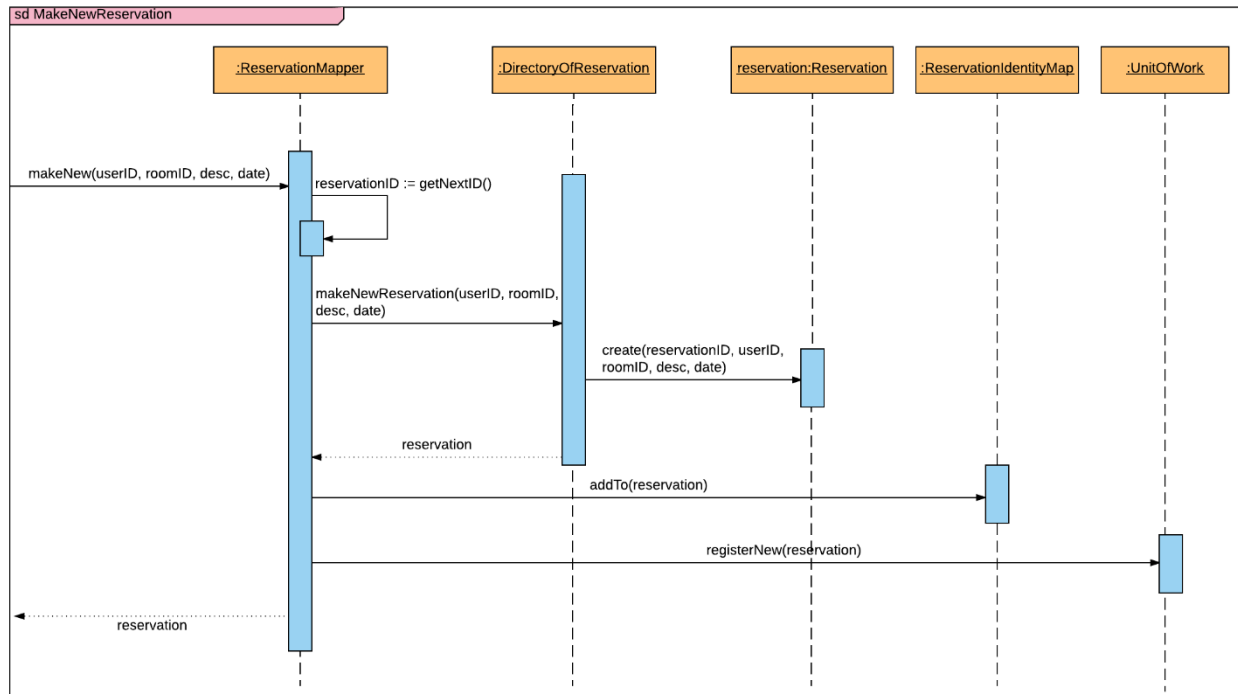 sd MakeNewReservation
:ReservationMapper
:DirectoryOfReservation
reservation:Reservation
:ReservationIdentityMap
:UnitOfWork
makeNew(userID, roomID, desc, date)
reservationID := getNextID()
makeNewReservation(userID, roomID,
desc, date)
create(reservationID, userID,
roomID, desc, date)
reservation
addTo(reservation)
registerNew(reservation)
reservation